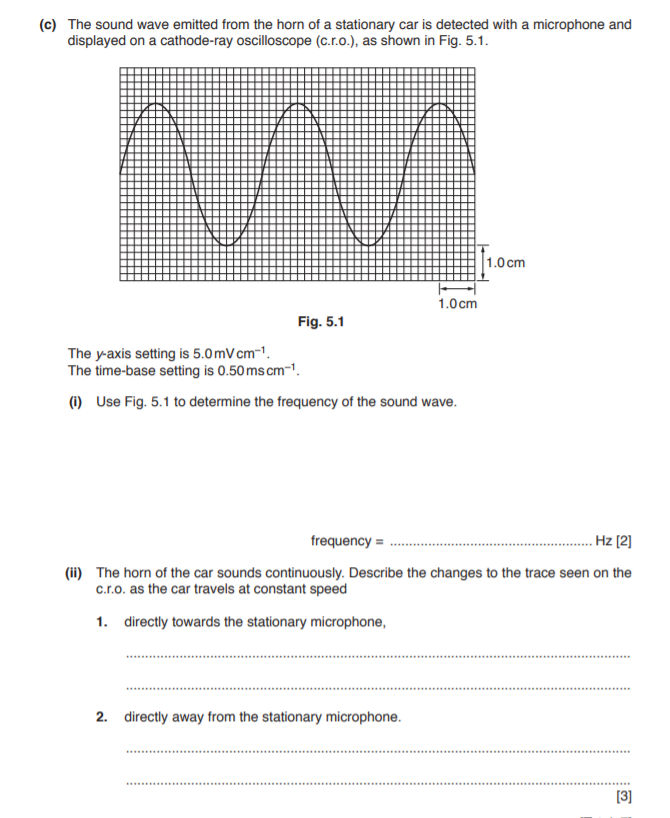 (c) The sound wave emitted from the horn of a stationary car is detected with a microphone and
displayed on a cathode-ray oscilloscope (c.r.o.), as shown in Fig. 5.1.
1.0 cm
1.0 cm
Fig. 5.1
The y-axis setting is 5.0 mV cm⁻¹.
The time-base setting is 0.50 ms cm⁻¹.
(i) Use Fig. 5.1 to determine the frequency of the sound wave.
frequency = ...................................................... Hz [2]
(ii) The horn of the car sounds continuously. Describe the changes to the trace seen on the
c.r.o. as the car travels at constant speed
1. directly towards the stationary microphone,
2. directly away from the stationary microphone.
[3]